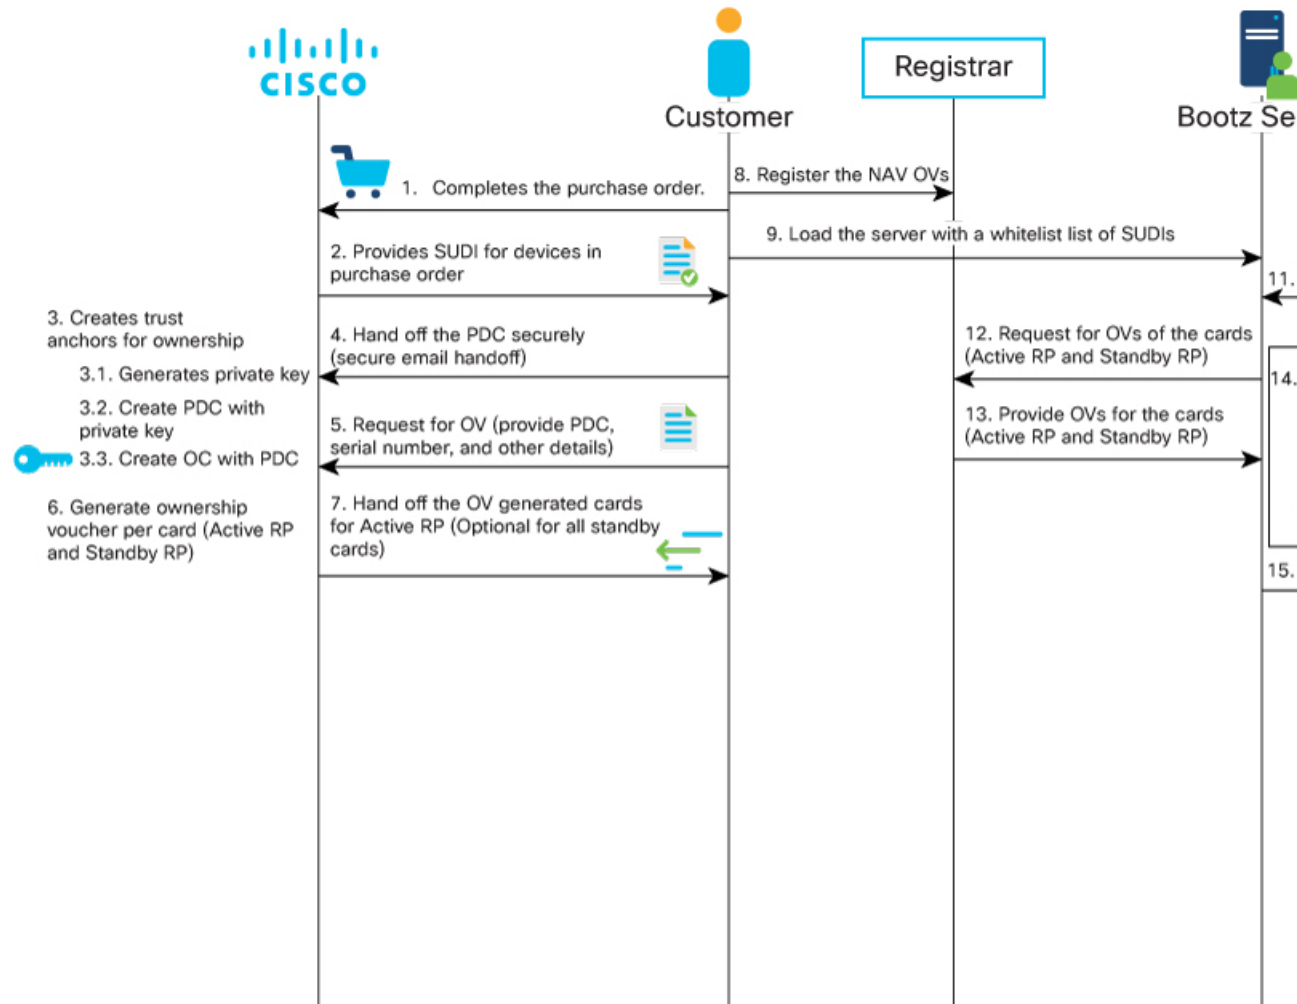 CISCO
Customer
Registrar
Bootz Se
1. Completes the purchase order.
8. Register the NAV OVs
9. Load the server with a whitelist list of SUDIs
2. Provides SUDI for devices in
purchase order
11.
3. Creates trust
anchors for ownership
4. Hand off the PDC securely
(secure email handoff)
12. Request for OVs of the cards
(Active RP and Standby RP)
3.1. Generates private key
14.
3.2. Create PDC with
private key
5. Request for OV (provide PDC,
serial number, and other details)
13. Provide OVs for the cards
(Active RP and Standby RP)
3.3. Create OC with PDC
6. Generate ownership
voucher per card (Active RP
and Standby RP)
7. Hand off the OV generated cards
for Active RP (Optional for all standby
cards)
15.